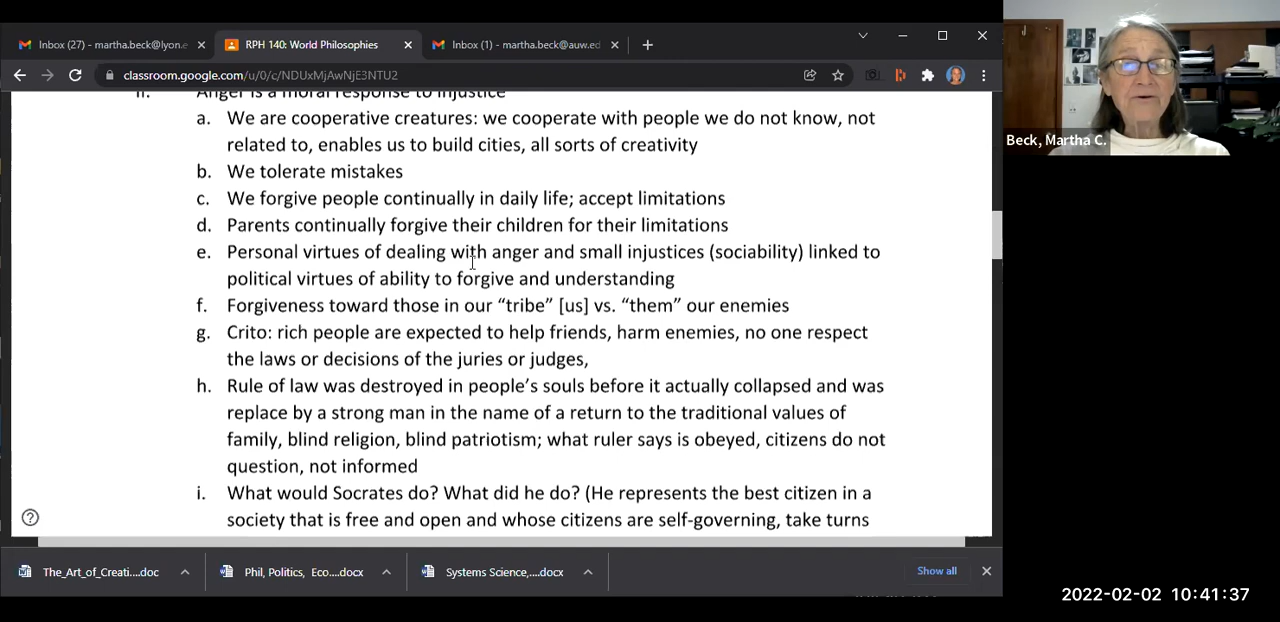 Inbox (27) - martha.beck@lyon.e
RPH 140: World Philosophies
Inbox (1) - martha.beck@auw.ed
classroom.google.com/u/0/c/NDUxMjAwNjE3NTU2
Anger is a moral response to injustice
a. We are cooperative creatures: we cooperate with people we do not know, not
related to, enables us to build cities, all sorts of creativity
b. We tolerate mistakes
c. We forgive people continually in daily life; accept limitations
d. Parents continually forgive their children for their limitations
e. Personal virtues of dealing with anger and small injustices (sociability) linked to
political virtues of ability to forgive and understanding
f. Forgiveness toward those in our “tribe” [us] vs. “them” our enemies
g. Crito: rich people are expected to help friends, harm enemies, no one respect
the laws or decisions of the juries or judges,
h. Rule of law was destroyed in people’s souls before it actually collapsed and was
replace by a strong man in the name of a return to the traditional values of
family, blind religion, blind patriotism; what ruler says is obeyed, citizens do not
question, not informed
i. What would Socrates do? What did he do? (He represents the best citizen in a
society that is free and open and whose citizens are self-governing, take turns
The_Art_of_Creati....doc
Phil, Politics, Eco....docx
Systems Science,....docx
Show all
Beck, Martha C.
2022-02-02 10:41:37